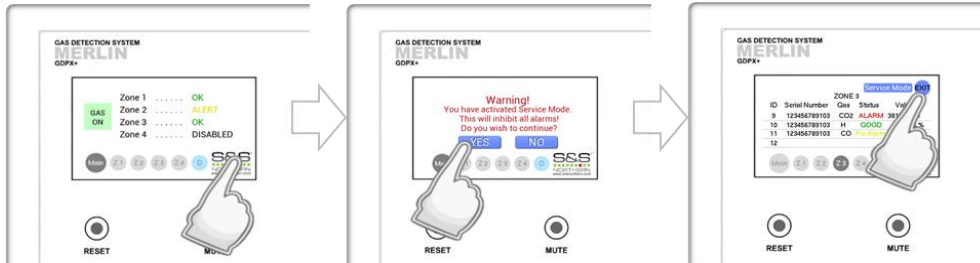 GAS DETECTION SYSTEM
MERLIN
GDPX+
GAS
ON
Zone 1 ...... OK
Zone 2 ...... ALERT
Zone 3 ...... OK
Zone 4 ...... DISABLED
Main Z1 Z2 Z3 Z4 D
S&S
RESET
GAS DETECTION SYSTEM
MERLIN
GDPX+
Warning!
You have activated Service Mode.
This will inhibit all alarms!
Do you wish to continue?
YES NO
Z2 Z3 Z4 D
S&S
NORTHERN
RESET MUTE
GAS DETECTION SYSTEM
MERLIN
GDPX+
Service Mode EXIT
ZONE 3
ID Serial Number Gas Status
9 123456789103 CO2 ALARM
10 123456789103 H GOOD
11 123456789103 CO Pre Alarm
12
Main Z1 Z2 Z3
RESET MUTE